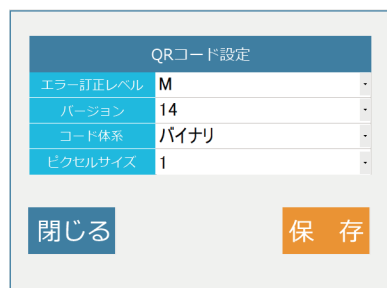 QRコード設定
エラー訂正レベル M
バージョン 14
コード体系 バイナリ
ピクセルサイズ 1
閉じる 保 存